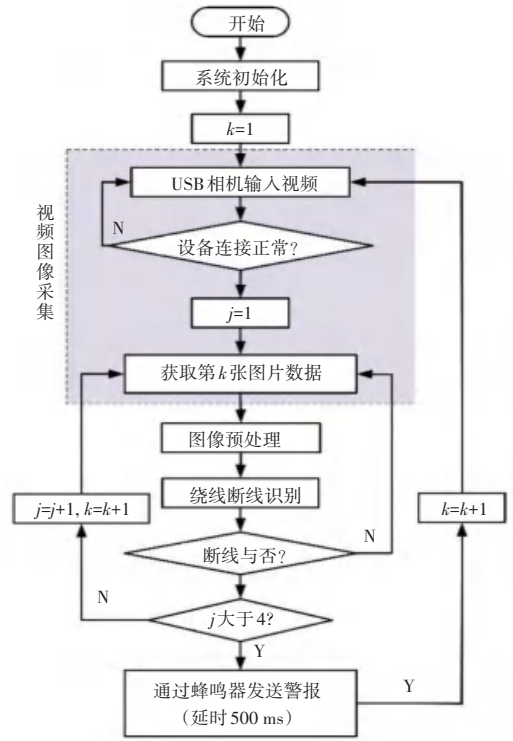 开始
系统初始化
k=1
视频图像采集
USB相机输入视频
N
设备连接正常?
j=1
获取第k张图片数据
图像预处理
绕线断线识别
j=j+1, k=k+1
k=k+1
断线与否?
N
N
j大于4?
Y
通过蜂鸣器发送警报
(延时500 ms)
Y